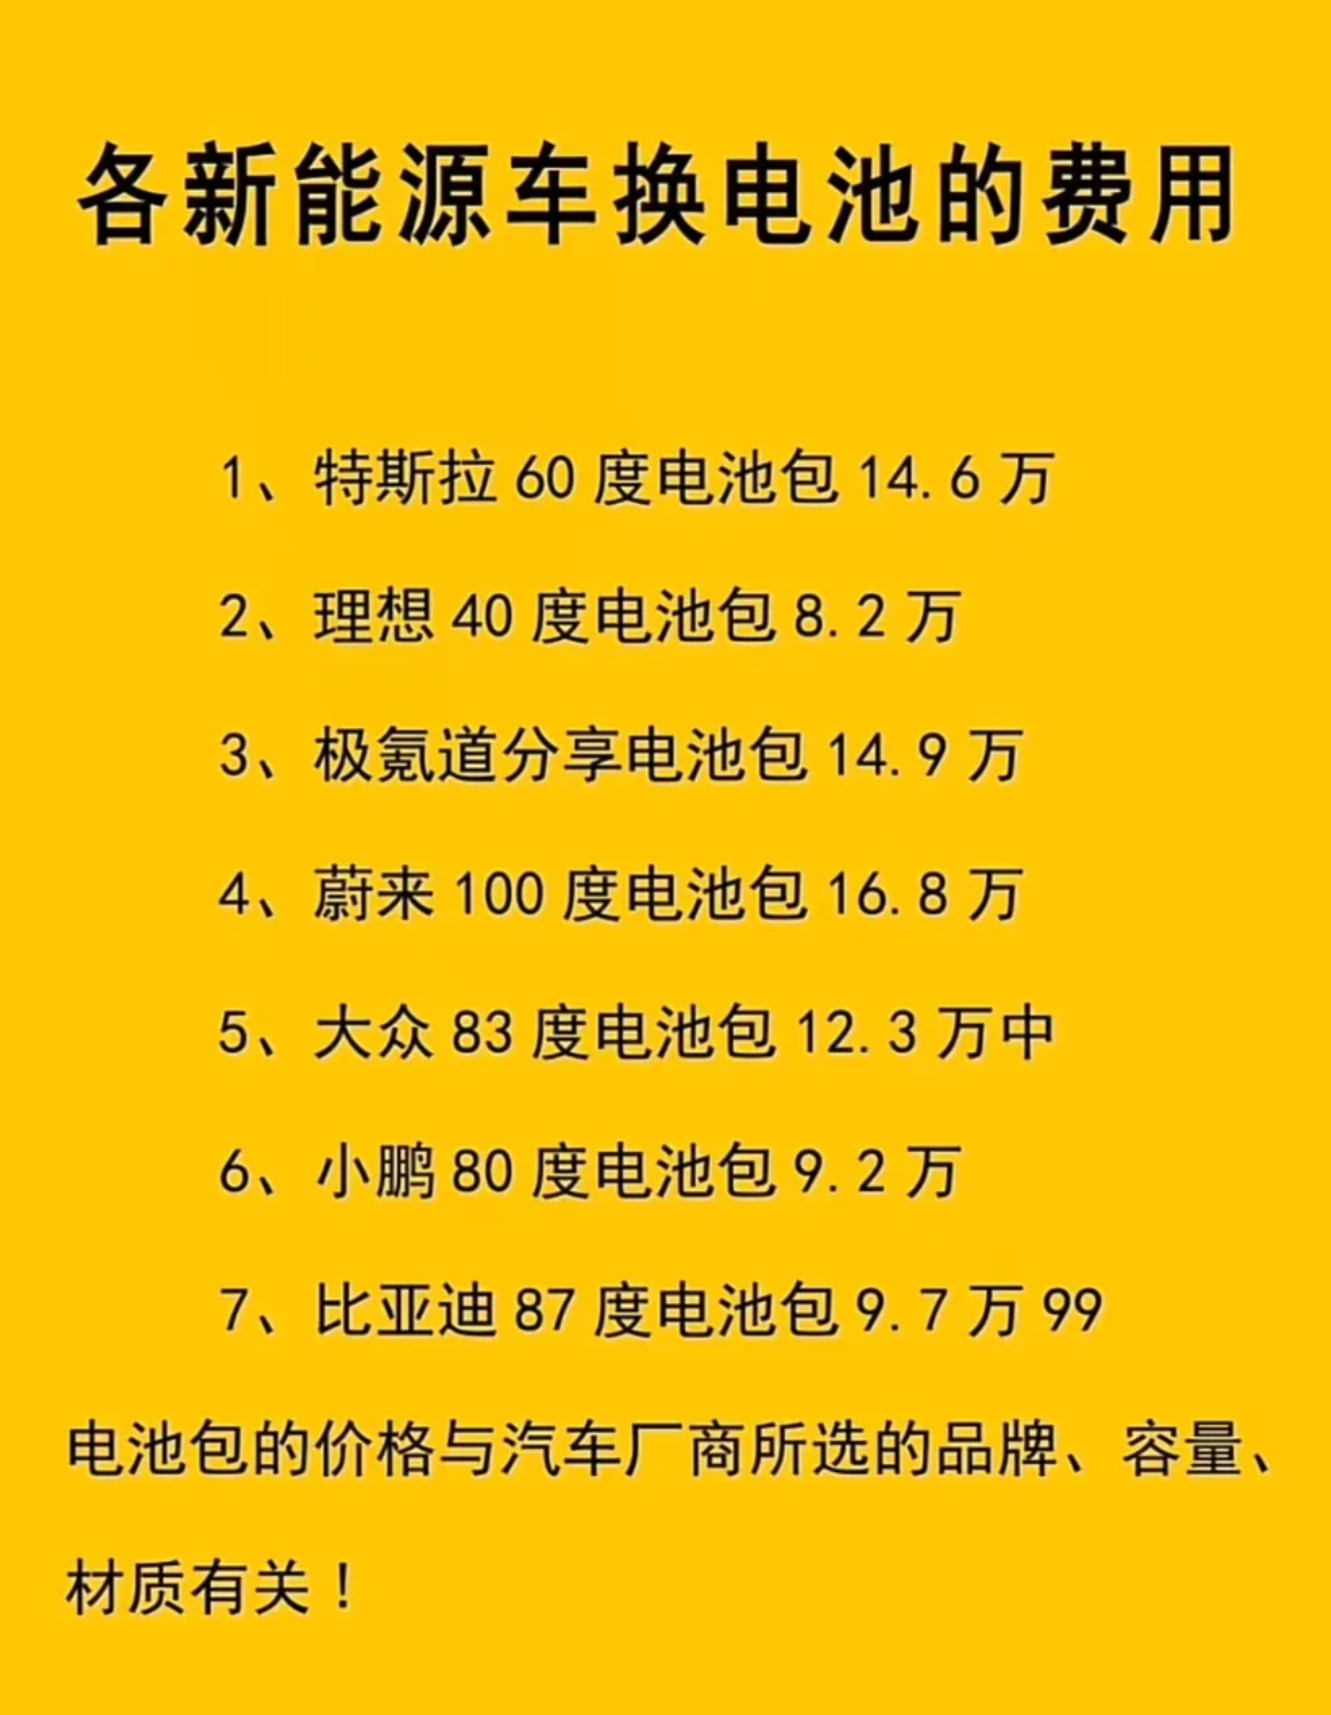 各新能源车换电池的费用
1、特斯拉 60 度电池包 14.6 万
2、理想 40 度电池包 8.2 万
3、极氪道分享电池包 14.9 万
4、蔚来 100 度电池包 16.8 万
5、大众 83 度电池包 12.3 万中
6、小鹏 80 度电池包 9.2 万
7、比亚迪 87 度电池包 9.7 万 99
电池包的价格与汽车厂商所选的品牌、容量、
材质有关！